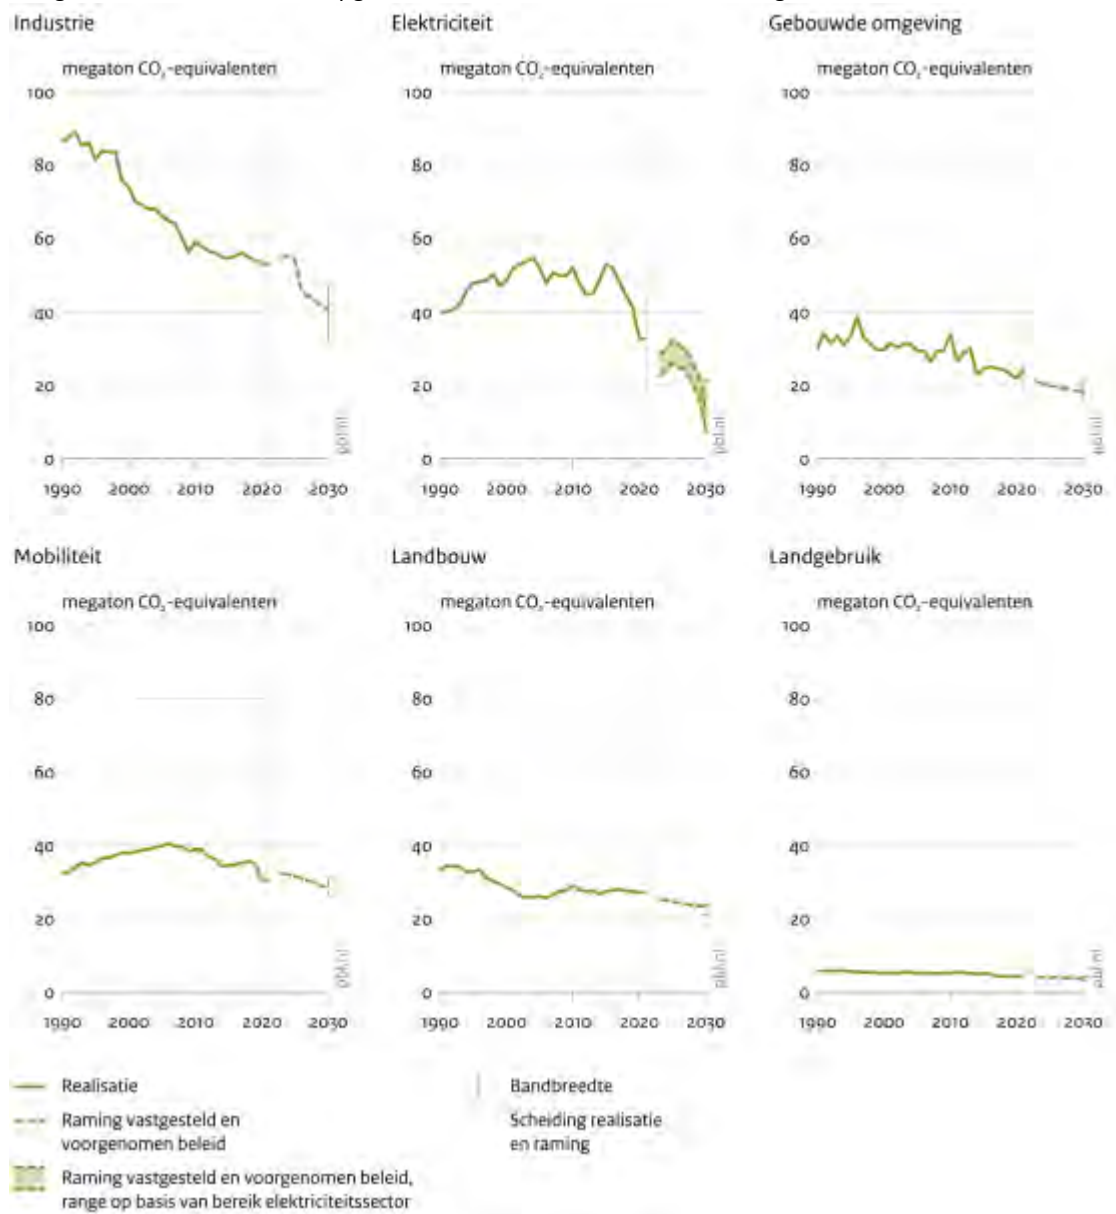 Industrie
Elektriciteit
Gebouwde omgeving
megaton CO₂-equivalenten
megaton CO₂-equivalenten
megaton CO₂-equivalenten
100
100
100
80
80
80
60
60
60
40
40
40
20
20
20
0
0
0
pbl.nl
pbl.nl
pbl.nl
1990 2000 2010 2020 2030
1990 2000 2010 2020 2030
1990 2000 2010 2020 2030
Mobiliteit
Landbouw
Landgebruik
megaton CO₂-equivalenten
megaton CO₂-equivalenten
megaton CO₂-equivalenten
100
100
100
80
80
80
60
60
60
40
40
40
20
20
20
0
0
0
pbl.nl
pbl.nl
pbl.nl
1990 2000 2010 2020 2030
1990 2000 2010 2020 2030
1990 2000 2010 2020 2030
Realisatie
Raming vastgesteld en
voorgenomen beleid
Raming vastgesteld en voorgenomen beleid,
range op basis van bereik elektriciteitssector
Bandbreedte
Scheiding realisatie
en raming